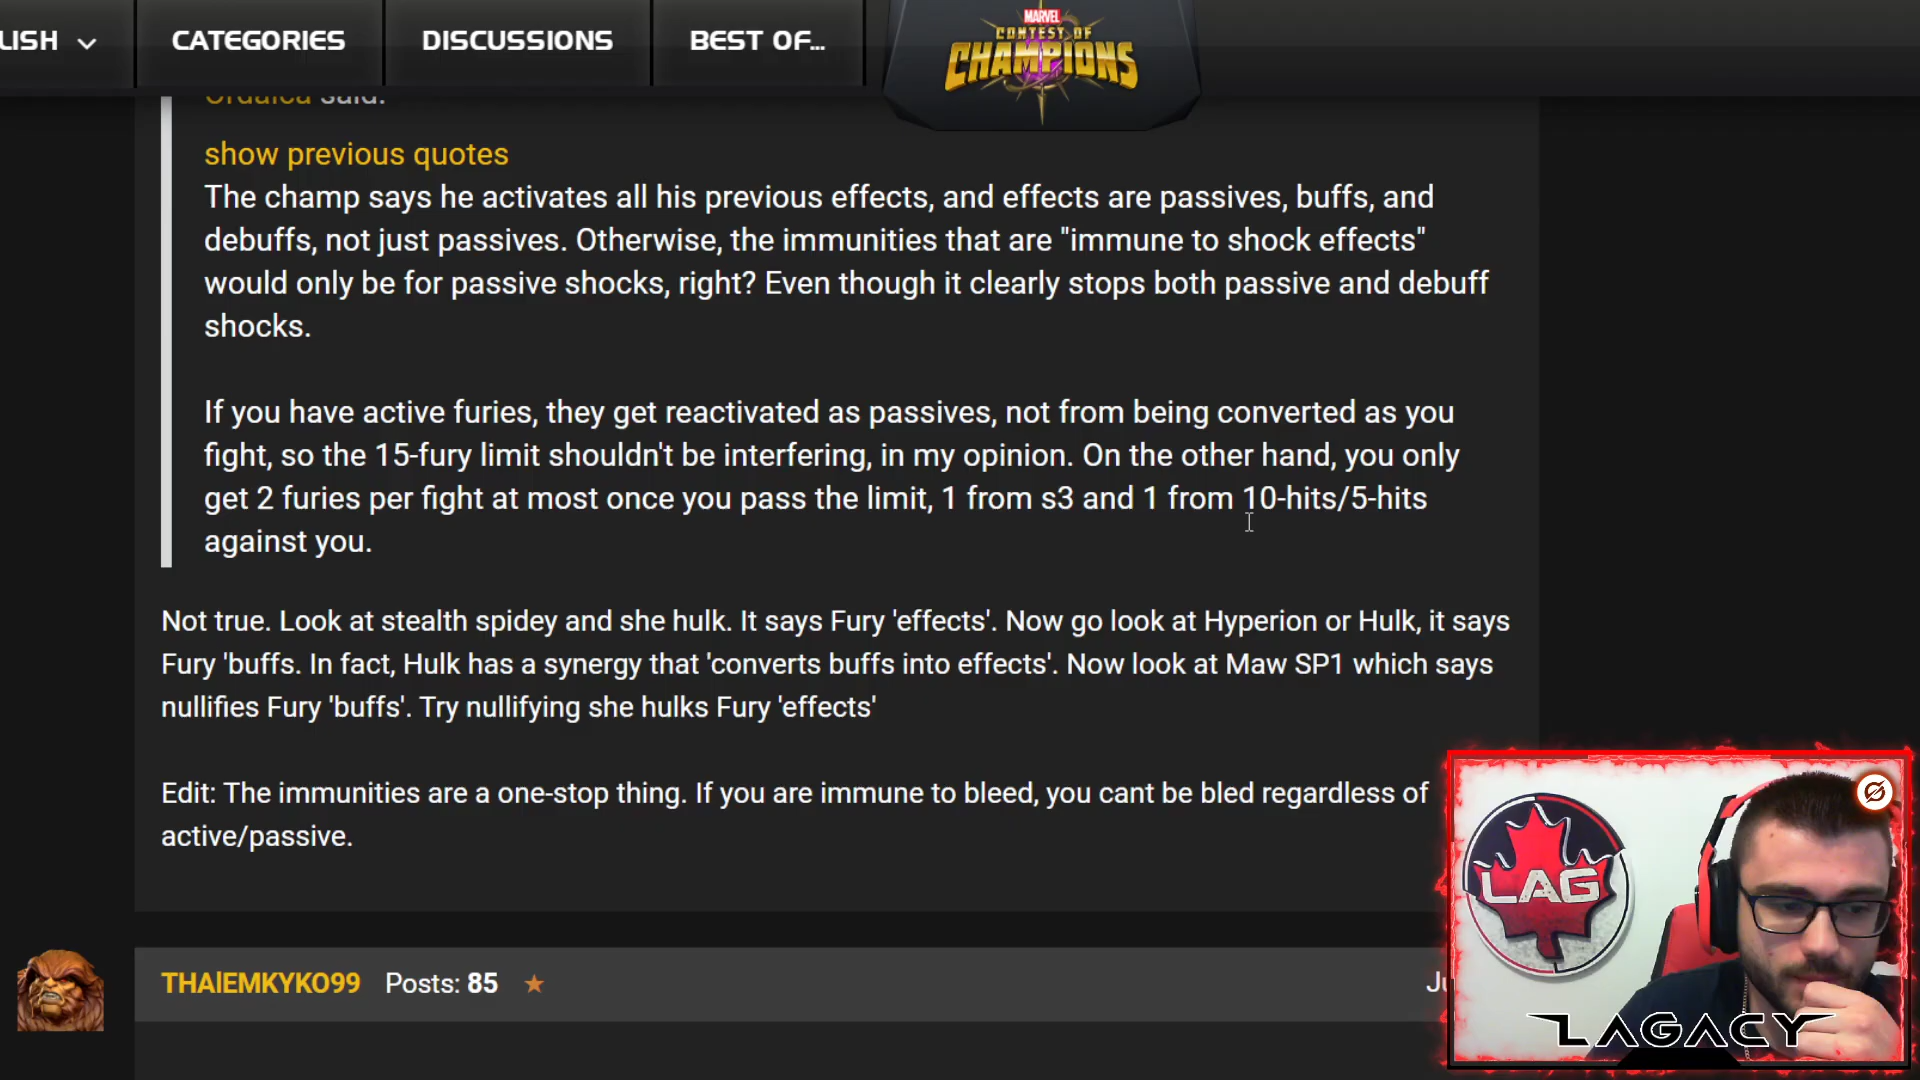 LISH
CATEGORIES
DISCUSSIONS
BEST OF...
MARVEL
CONTEST OF
CHAMPIONS
said:
show previous quotes
The champ says he activates all his previous effects, and effects are passives, buffs, and
debuffs, not just passives. Otherwise, the immunities that are "immune to shock effects"
would only be for passive shocks, right? Even though it clearly stops both passive and debuff
shocks.
If you have active furies, they get reactivated as passives, not from being converted as you
fight, so the 15-fury limit shouldn't be interfering, in my opinion. On the other hand, you only
get 2 furies per fight at most once you pass the limit, 1 from s3 and 1 from 10-hits/5-hits
against you.
Not true. Look at stealth spidey and she hulk. It says Fury 'effects'. Now go look at Hyperion or Hulk, it says
Fury 'buffs. In fact, Hulk has a synergy that 'converts buffs into effects'. Now look at Maw SP1 which says
nullifies Fury 'buffs'. Try nullifying she hulks Fury 'effects'
Edit: The immunities are a one-stop thing. If you are immune to bleed, you cant be bled regardless of
active/passive.
THAlEMKYKO99 Posts: 85
LAG
LAGACY